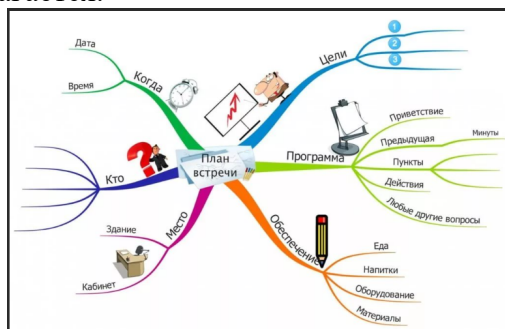 План
встречи
Цели
1
2
3
Программа
Приветствие
Предыдущая
Минуты
Пункты
Действия
Любые другие вопросы
Обеспечение
Еда
Напитки
Оборудование
Материалы
Место
Здание
Кабинет
Кто
Когда
Дата
Время